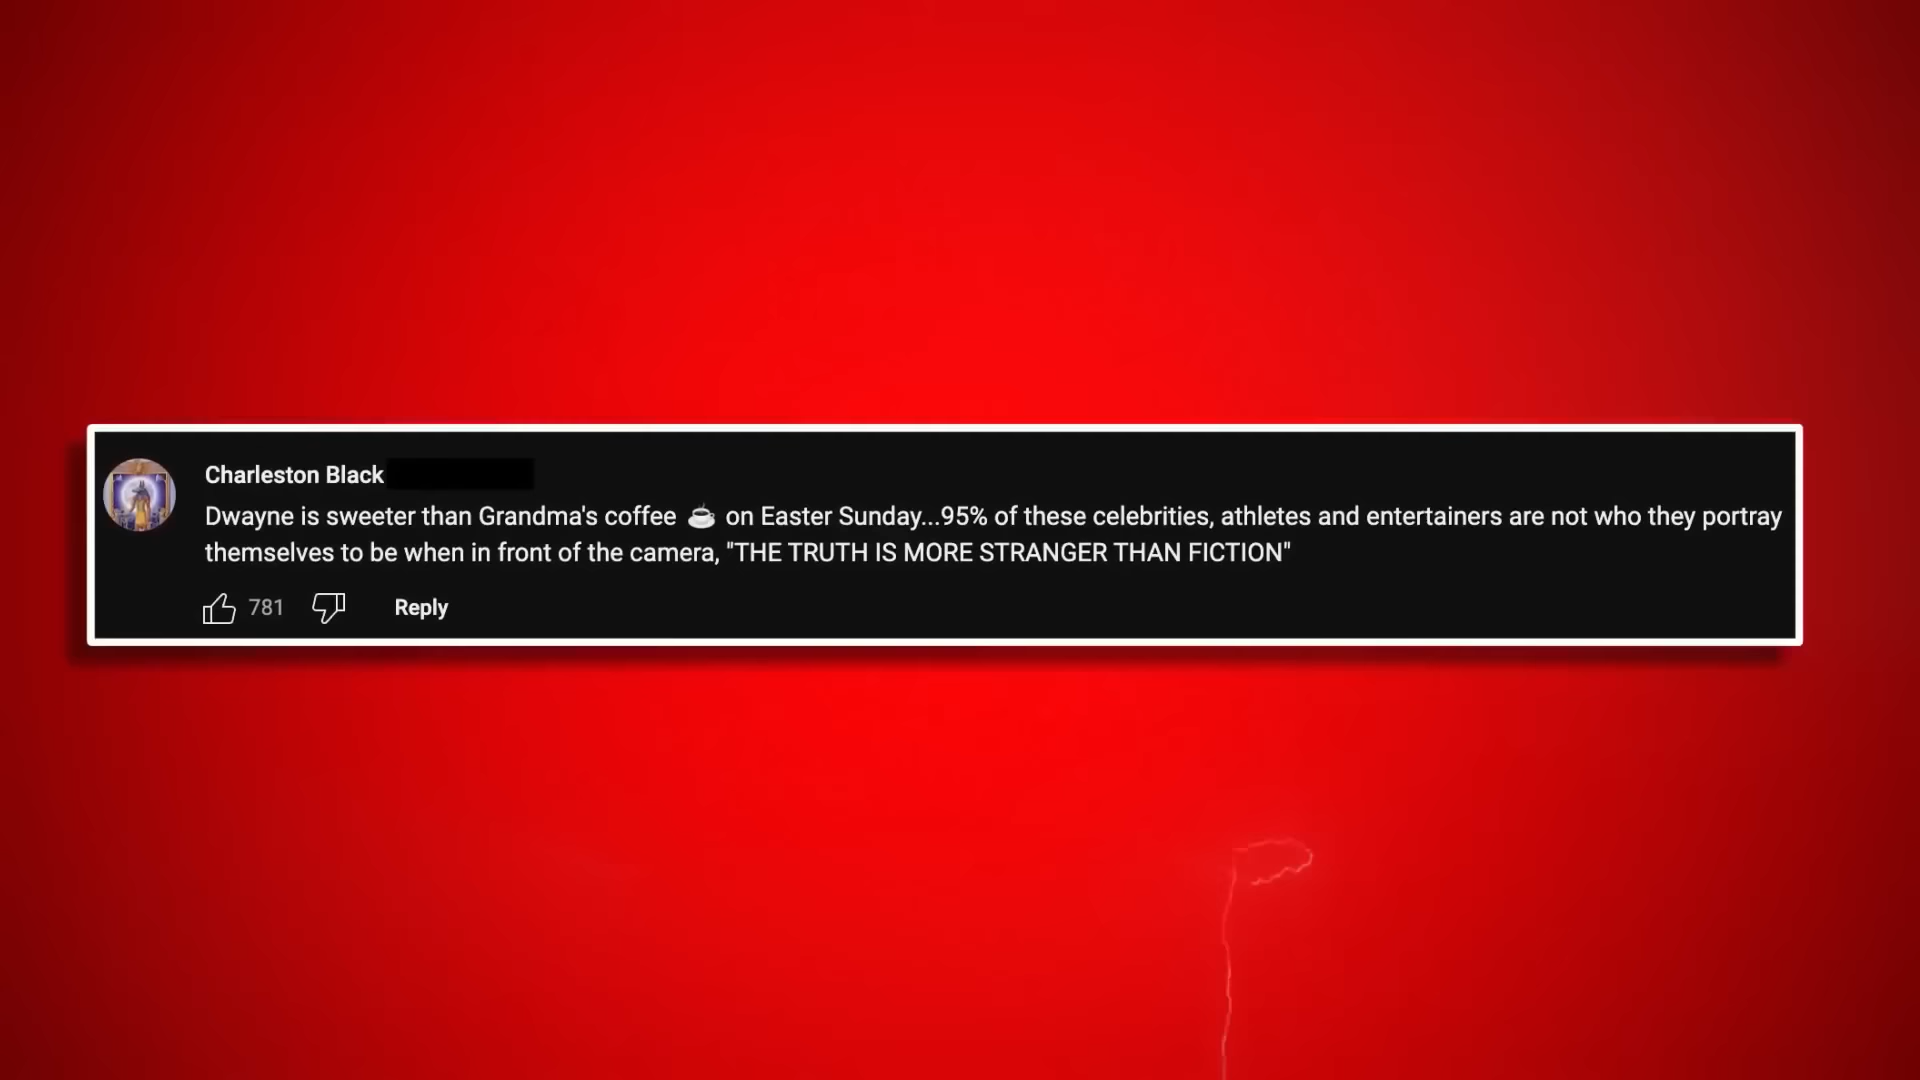 Charleston Black
Dwayne is sweeter than Grandma's coffee ☕ on Easter Sunday...95% of these celebrities, athletes and entertainers are not who they portray
themselves to be when in front of the camera, "THE TRUTH IS MORE STRANGER THAN FICTION"
781 Reply